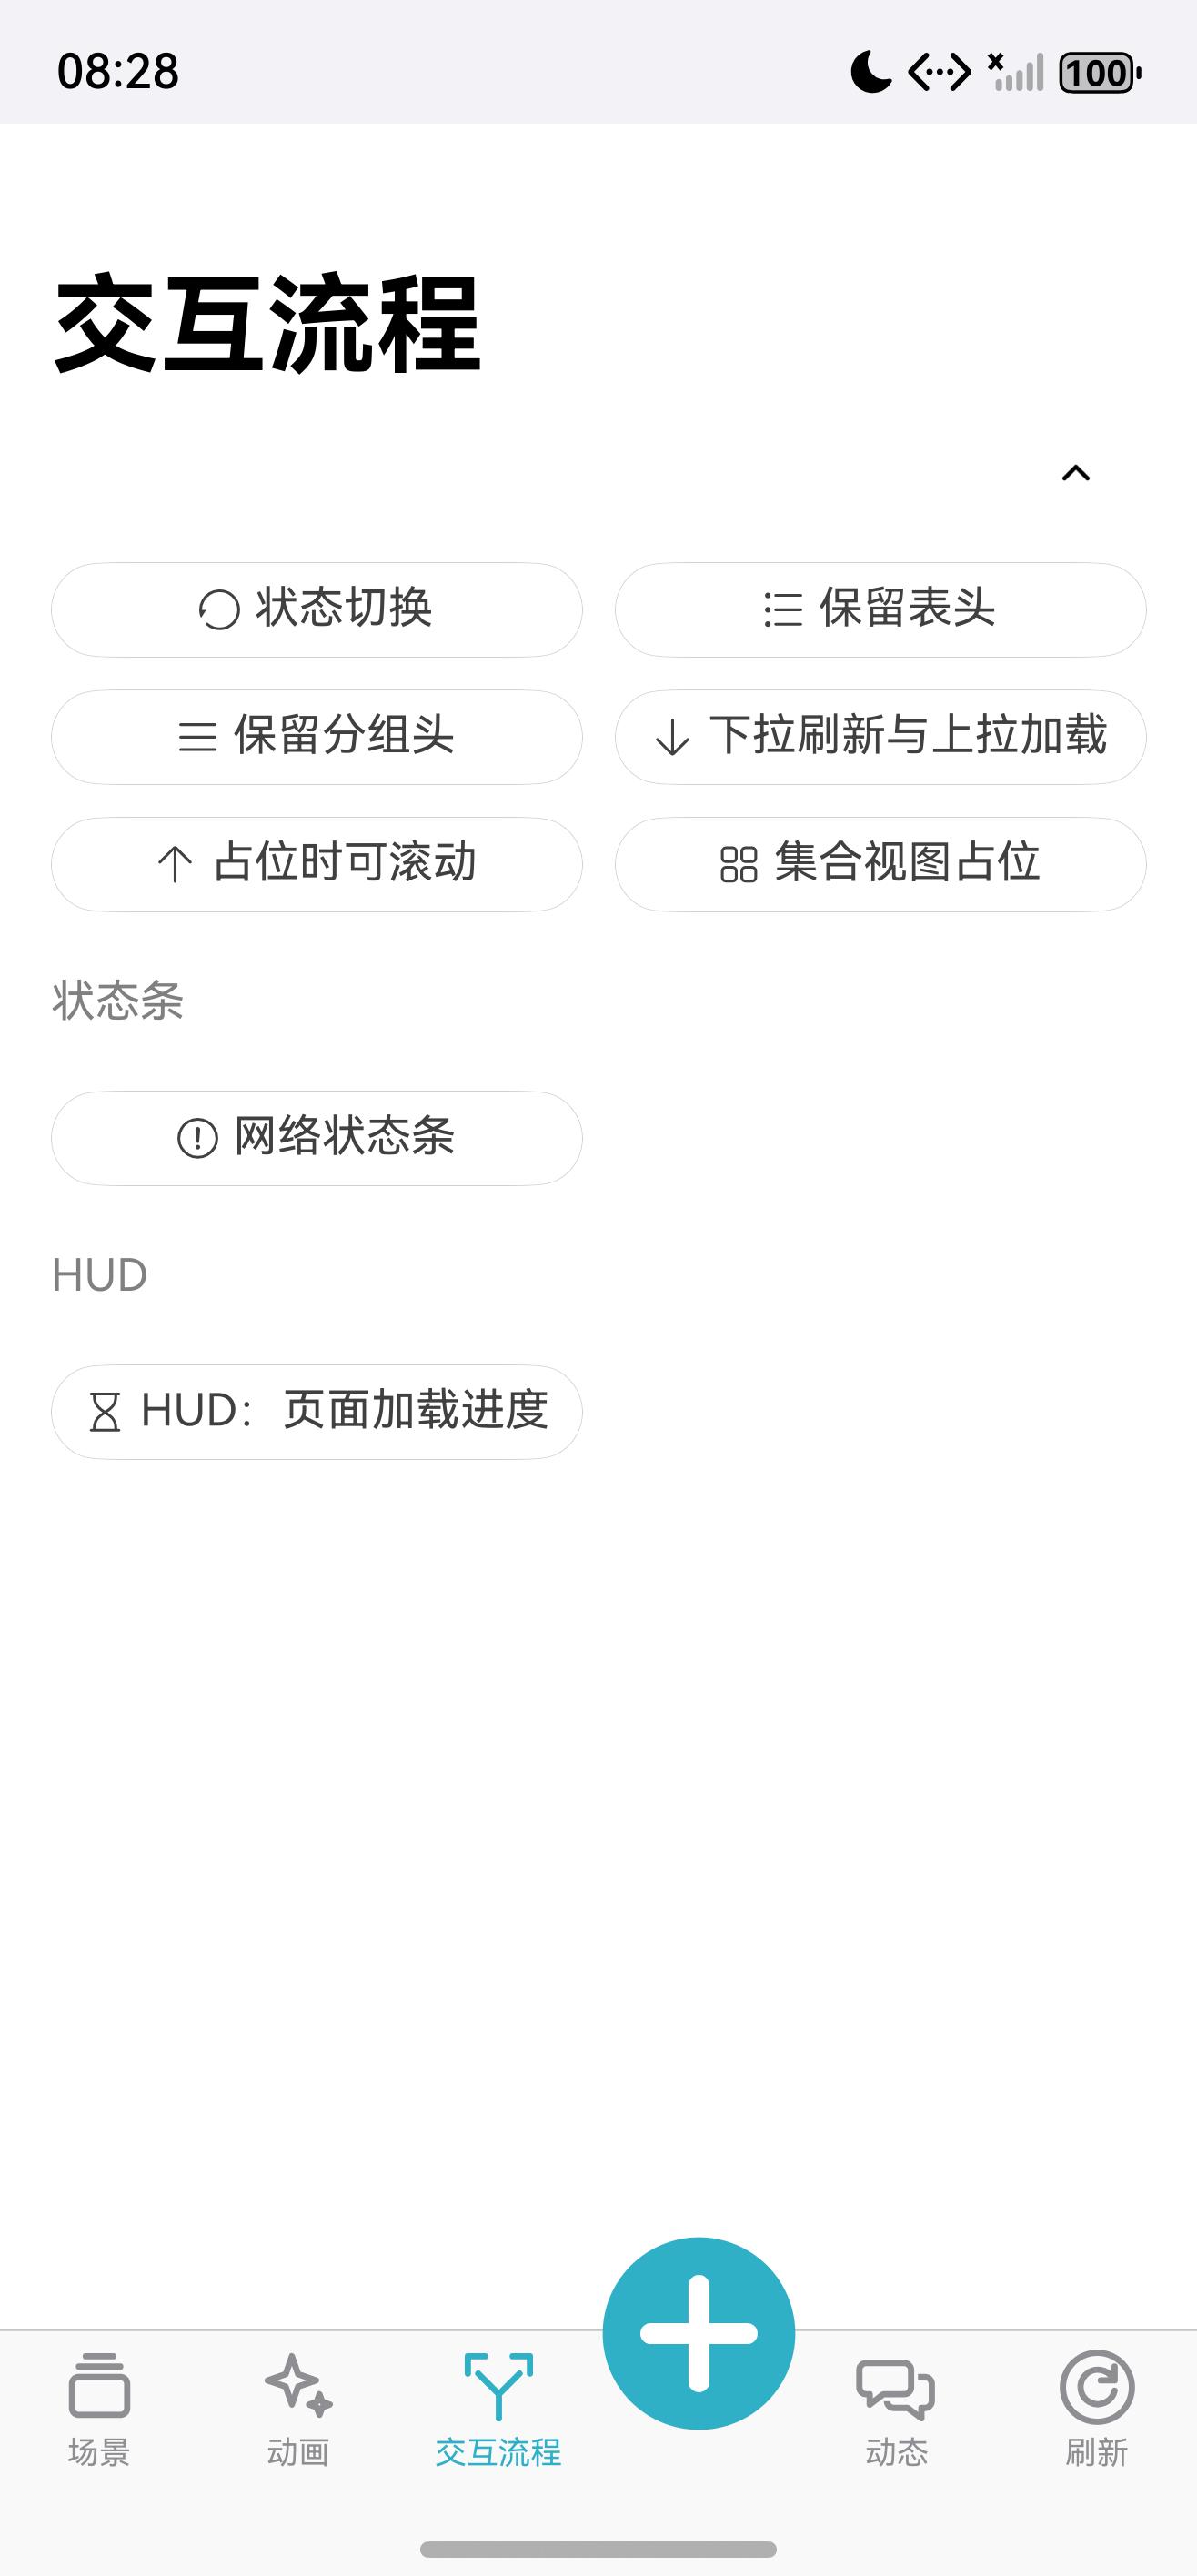 08:28
100
交互流程
状态切换
保留表头
保留分组头
下拉刷新与上拉加载
占位时可滚动
集合视图占位
状态条
网络状态条
HUD
HUD： 页面加载进度
场景
动画
交互流程
动态
刷新